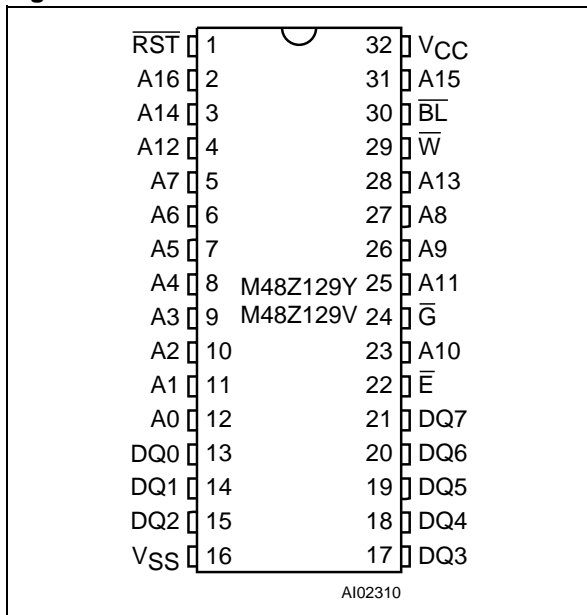 R̅S̅T̅ 1 32 VCC
A16 2 31 A15
A14 3 30 B̅L̅
A12 4 29 W̅
A7 5 28 A13
A6 6 27 A8
A5 7 26 A9
A4 8 M48Z129Y 25 A11
A3 9 M48Z129V 24 G̅
A2 10 23 A10
A1 11 22 E̅
A0 12 21 DQ7
DQ0 13 20 DQ6
DQ1 14 19 DQ5
DQ2 15 18 DQ4
VSS 16 17 DQ3
AI02310